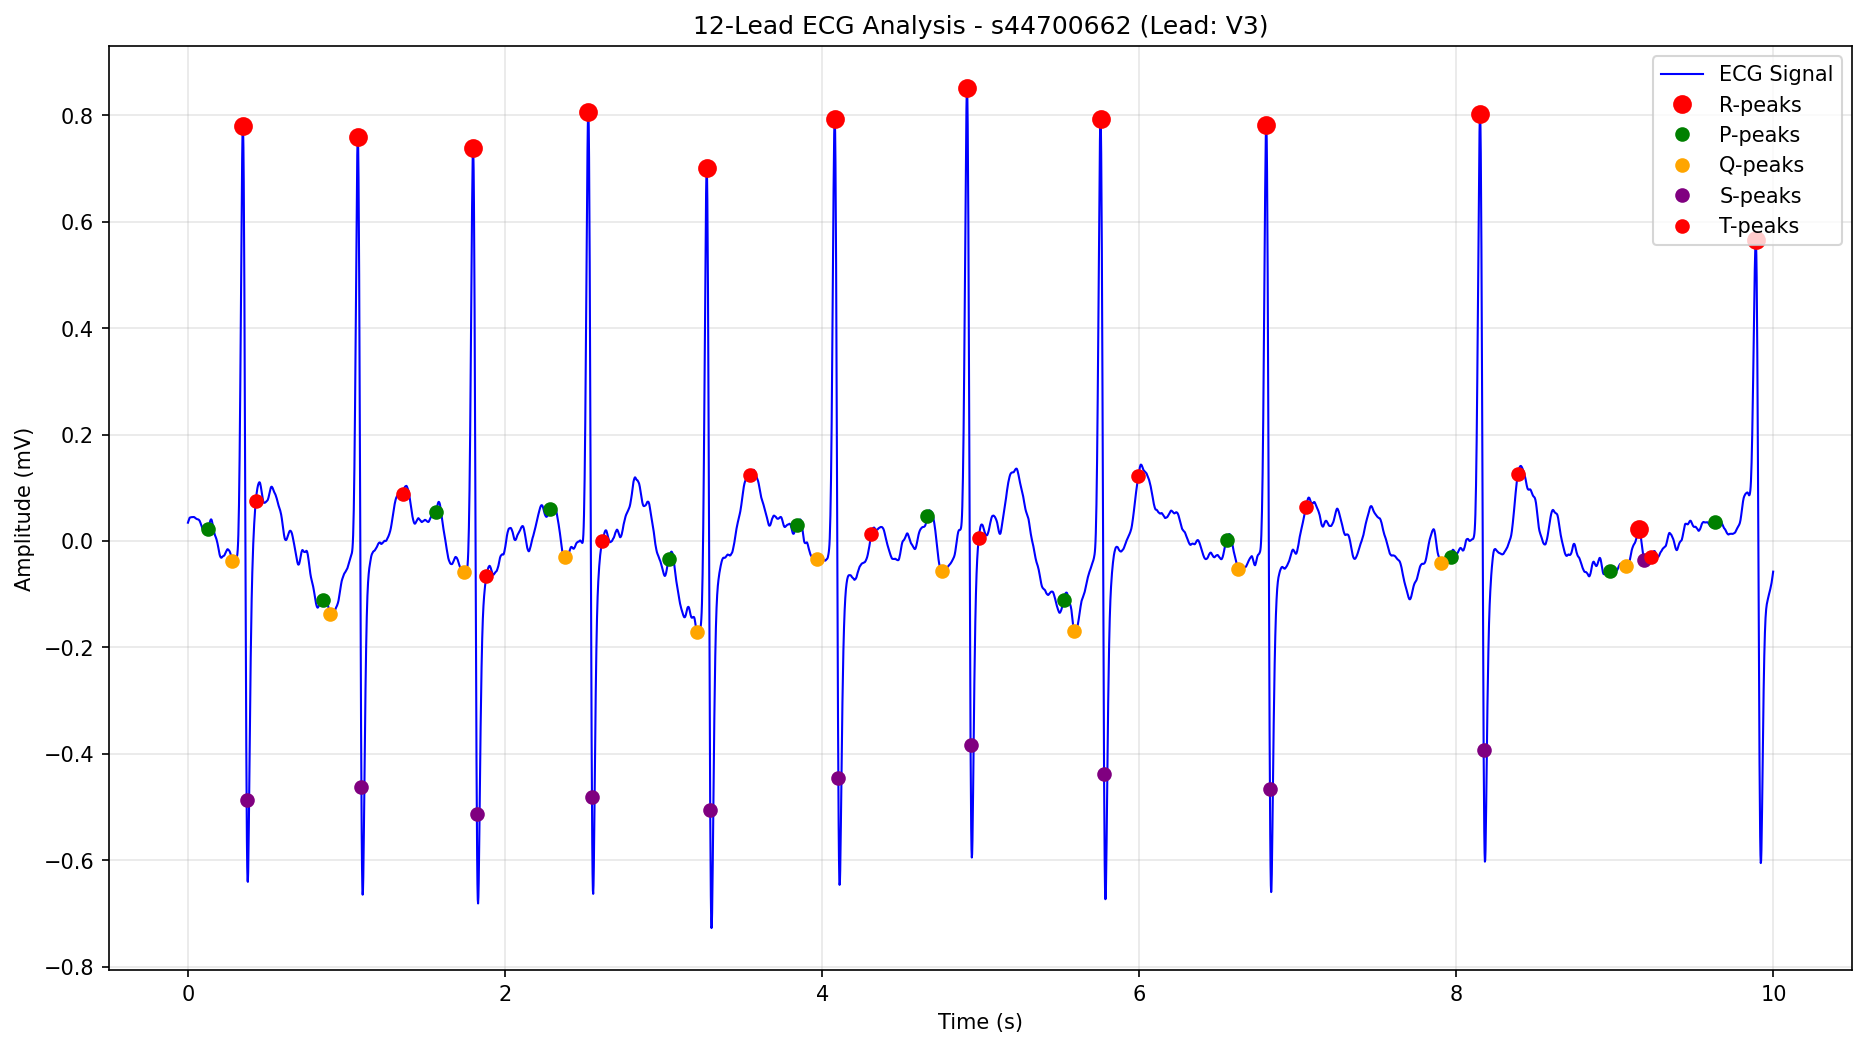 12-Lead ECG Analysis - s44700662 (Lead: V3)
ECG Signal
R-peaks
P-peaks
Q-peaks
S-peaks
T-peaks
Amplitude (mV)
0.8
0.6
0.4
0.2
0.0
−0.2
−0.4
−0.6
−0.8
0 2 4 6 8 10
Time (s)